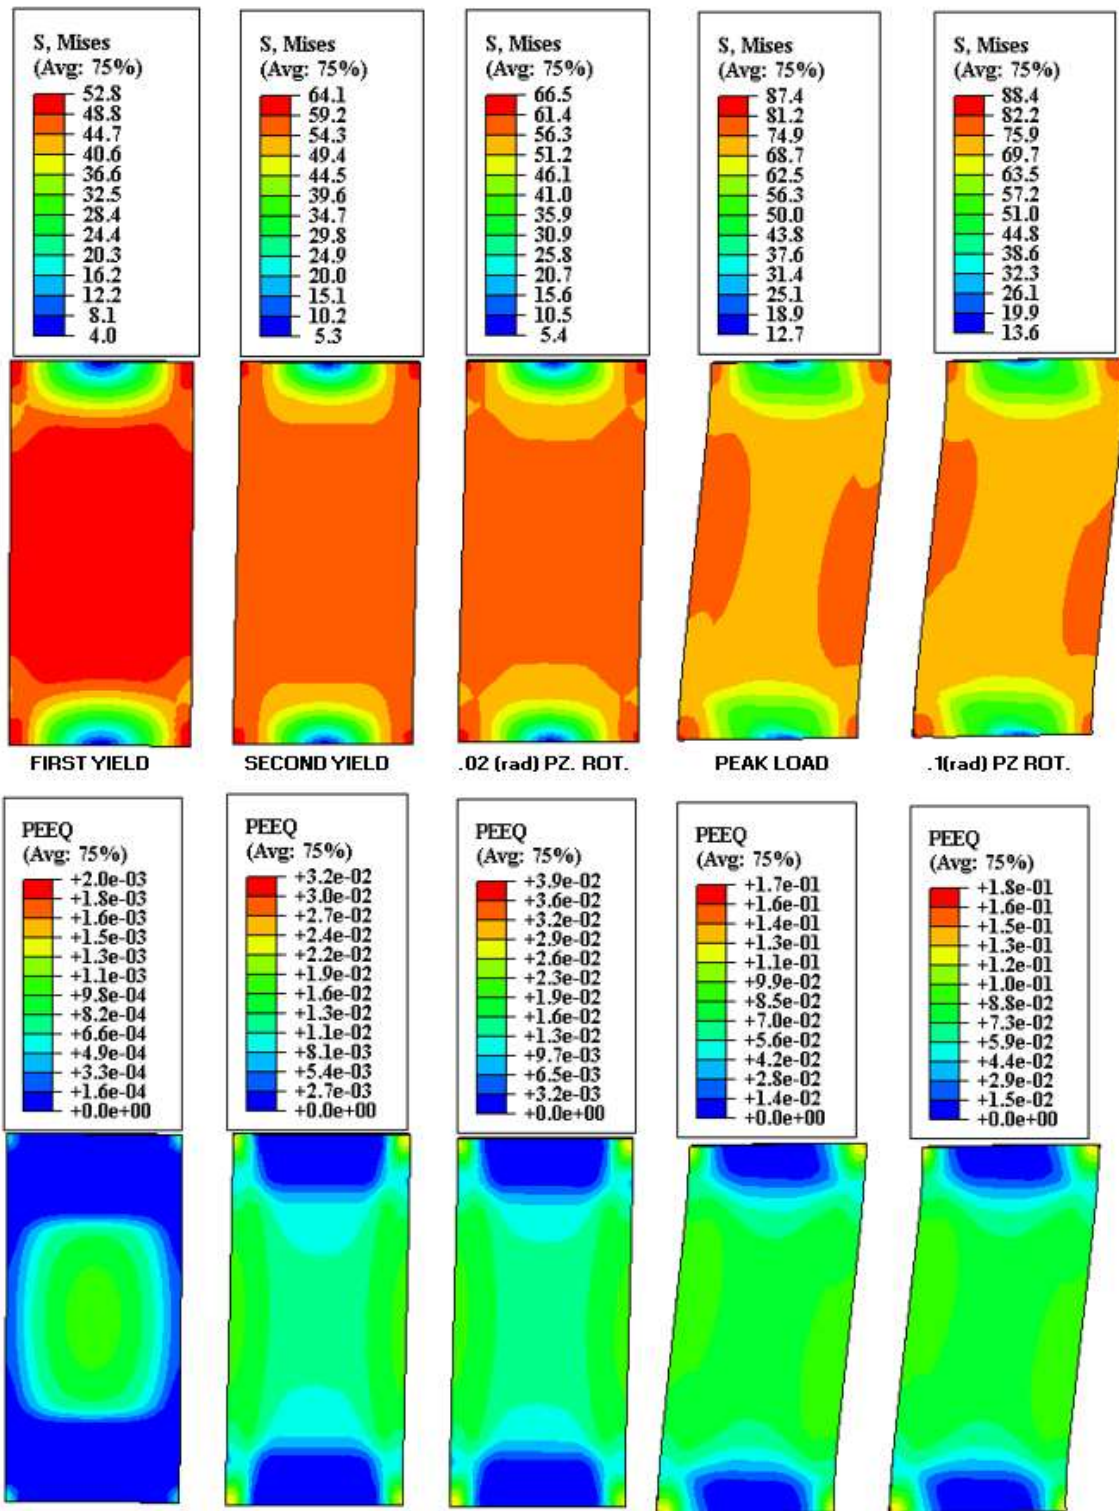 S, Mises
(Avg: 75%)
52.8
48.8
44.7
40.6
36.6
32.5
28.4
24.4
20.3
16.2
12.2
8.1
4.0
S, Mises
(Avg: 75%)
64.1
59.2
54.3
49.4
44.5
39.6
34.7
29.8
24.9
20.0
15.1
10.2
5.3
S, Mises
(Avg: 75%)
66.5
61.4
56.3
51.2
46.1
41.0
35.9
30.9
25.8
20.7
15.6
10.5
5.4
S, Mises
(Avg: 75%)
87.4
81.2
74.9
68.7
62.5
56.3
50.0
43.8
37.6
31.4
25.1
18.9
12.7
S, Mises
(Avg: 75%)
88.4
82.2
75.9
69.7
63.5
57.2
51.0
44.8
38.6
32.3
26.1
19.9
13.6
FIRST YIELD
SECOND YIELD
.02 (rad) PZ. ROT.
PEAK LOAD
.1(rad) PZ ROT.
PEEQ
(Avg: 75%)
+2.0e-03
+1.8e-03
+1.6e-03
+1.5e-03
+1.3e-03
+1.1e-03
+9.8e-04
+8.2e-04
+6.6e-04
+4.9e-04
+3.3e-04
+1.6e-04
+0.0e+00
PEEQ
(Avg: 75%)
+3.2e-02
+3.0e-02
+2.7e-02
+2.4e-02
+2.2e-02
+1.9e-02
+1.6e-02
+1.3e-02
+1.1e-02
+8.1e-03
+5.4e-03
+2.7e-03
+0.0e+00
PEEQ
(Avg: 75%)
+3.9e-02
+3.6e-02
+3.2e-02
+2.9e-02
+2.6e-02
+2.3e-02
+1.9e-02
+1.6e-02
+1.3e-02
+9.7e-03
+6.5e-03
+3.2e-03
+0.0e+00
PEEQ
(Avg: 75%)
+1.7e-01
+1.6e-01
+1.4e-01
+1.3e-01
+1.1e-01
+9.9e-02
+8.5e-02
+7.0e-02
+5.6e-02
+4.2e-02
+2.8e-02
+1.4e-02
+0.0e+00
PEEQ
(Avg: 75%)
+1.8e-01
+1.6e-01
+1.5e-01
+1.3e-01
+1.2e-01
+1.0e-01
+8.8e-02
+7.3e-02
+5.9e-02
+4.4e-02
+2.9e-02
+1.5e-02
+0.0e+00